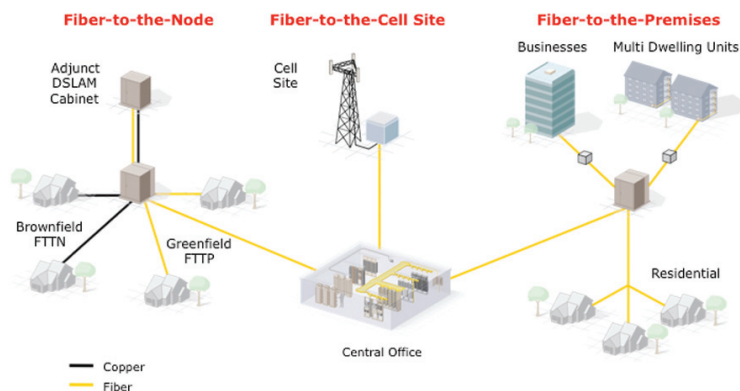 Fiber-to-the-Node
Fiber-to-the-Cell Site
Fiber-to-the-Premises
Adjunct
DSLAM
Cabinet
Cell
Site
Businesses
Multi Dwelling Units
Brownfield
FTTN
Greenfield
FTTP
Residential
Central Office
Copper
Fiber